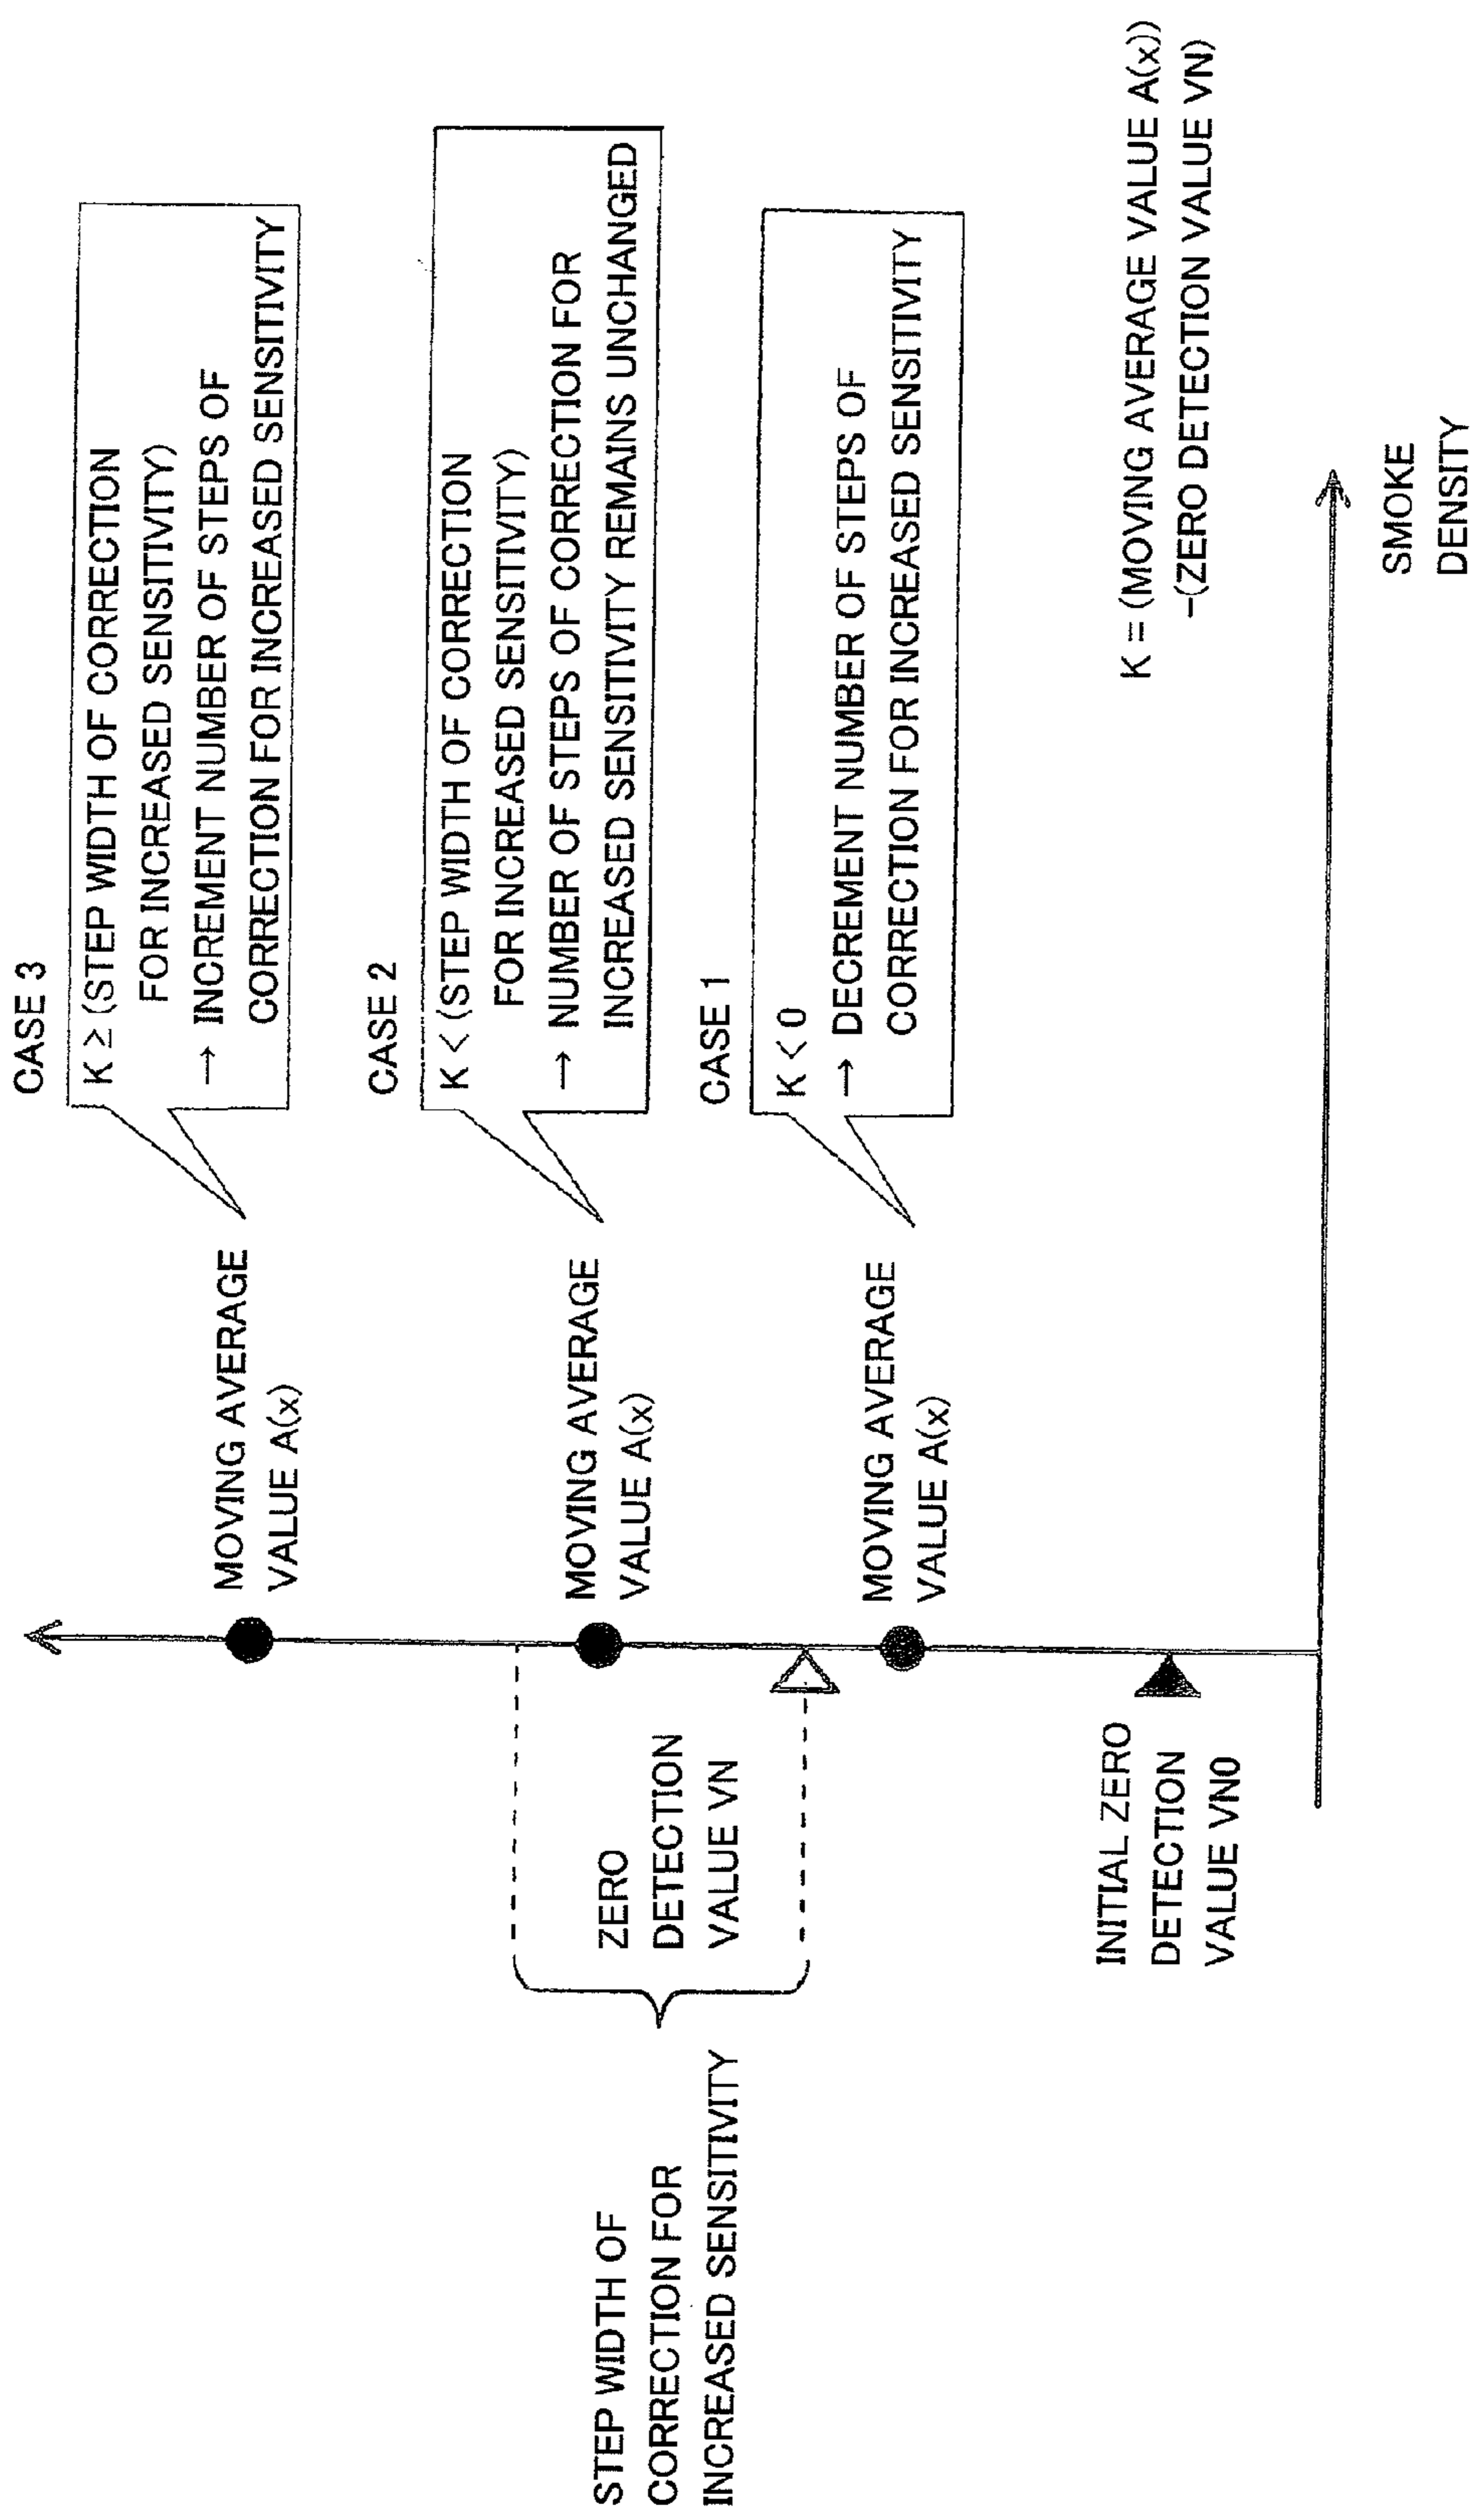 CASE 3
K ≥ (STEP WIDTH OF CORRECTION
FOR INCREASED SENSITIVITY)
→ INCREMENT NUMBER OF STEPS OF
CORRECTION FOR INCREASED SENSITIVITY
MOVING AVERAGE
VALUE A(x)
CASE 2
K < (STEP WIDTH OF CORRECTION
FOR INCREASED SENSITIVITY)
→ NUMBER OF STEPS OF CORRECTION FOR
INCREASED SENSITIVITY REMAINS UNCHANGED
MOVING AVERAGE
VALUE A(x)
STEP WIDTH OF
CORRECTION FOR
INCREASED SENSITIVITY
ZERO
DETECTION
VALUE VN
CASE 1
K < 0
→ DECREMENT NUMBER OF STEPS OF
CORRECTION FOR INCREASED SENSITIVITY
MOVING AVERAGE
VALUE A(x)
INITIAL ZERO
DETECTION
VALUE VN0
K = (MOVING AVERAGE VALUE A(x))
-(ZERO DETECTION VALUE VN)
SMOKE
DENSITY